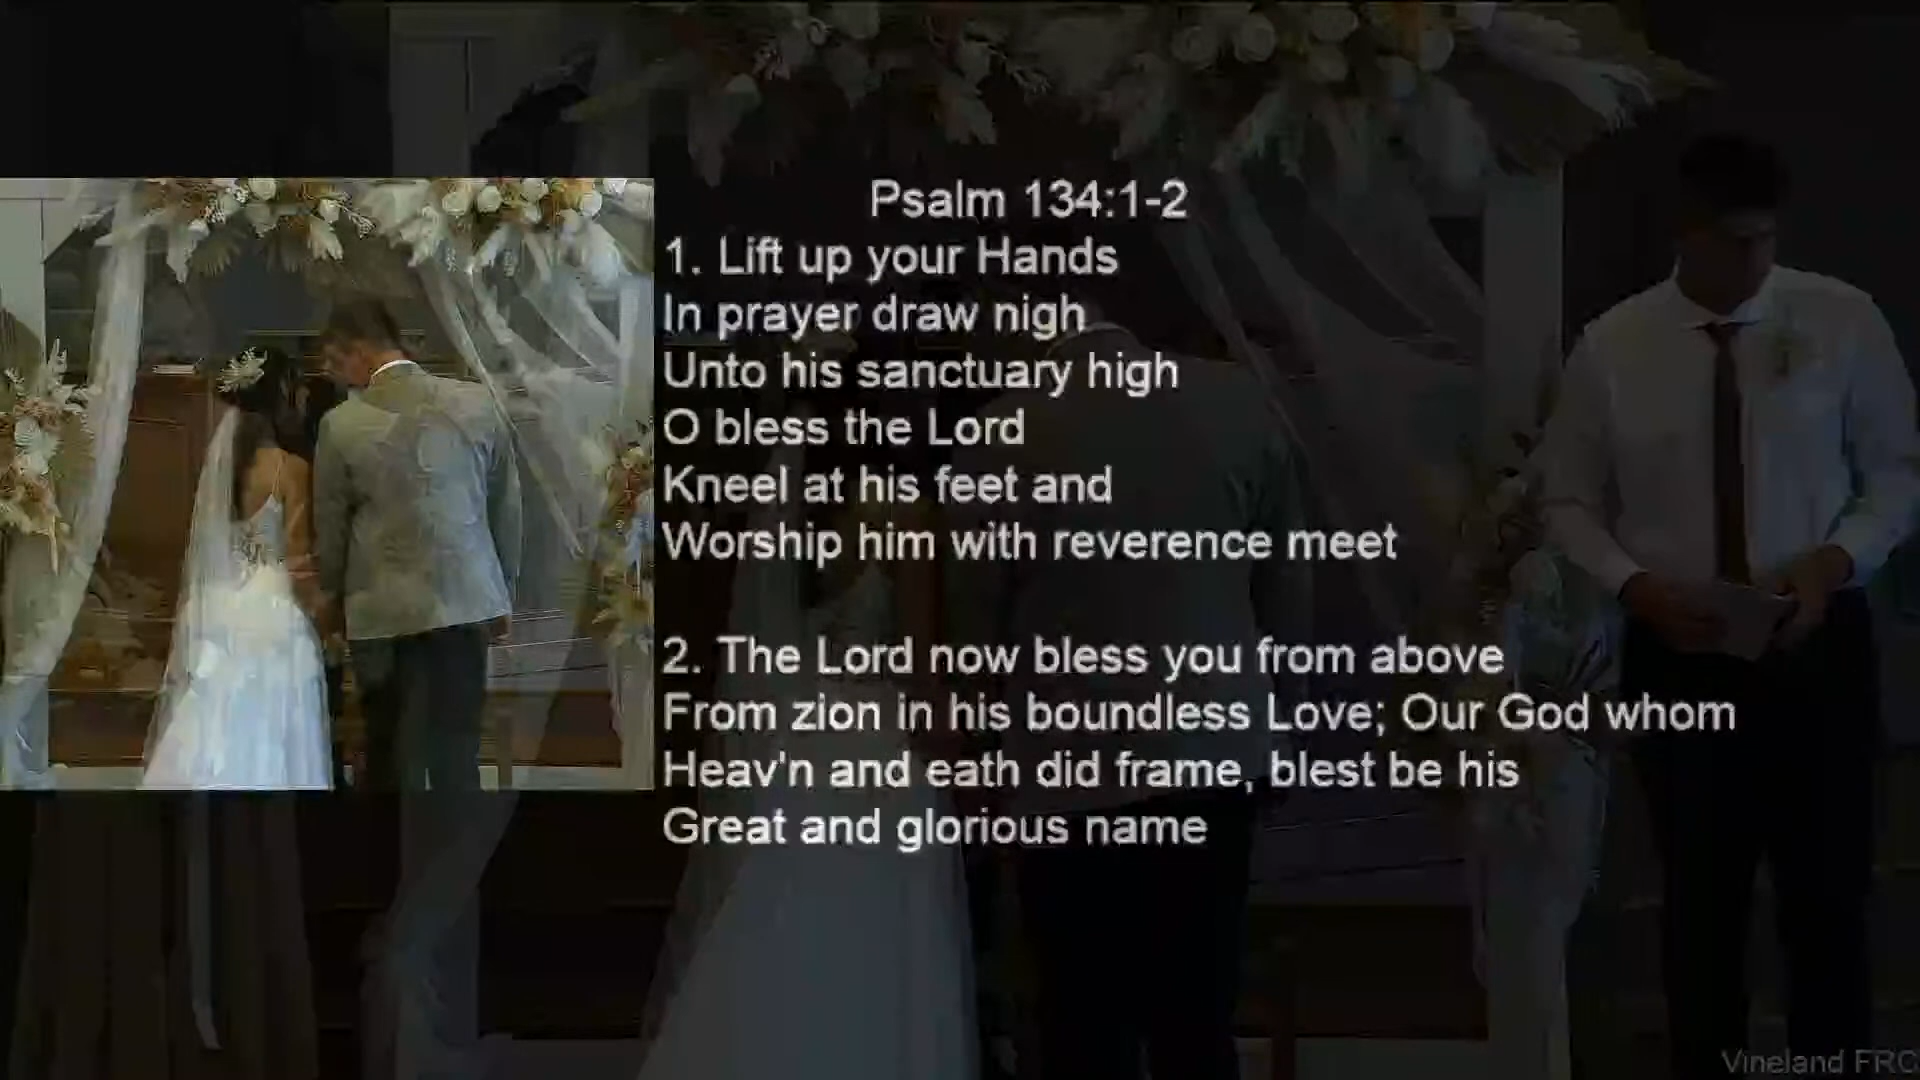 Psalm 134:1-2
1. Lift up your Hands
In prayer draw nigh
Unto his sanctuary high
O bless the Lord
Kneel at his feet and
Worship him with reverence meet
2. The Lord now bless you from above
From zion in his boundless Love; Our God whom
Heav'n and eath did frame, blest be his
Great and glorious name
Vineland FRC